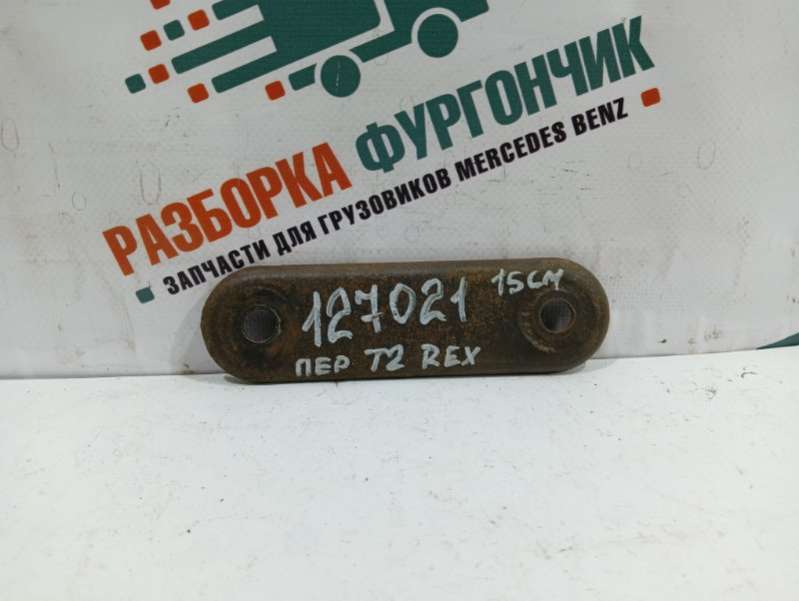 РАЗБОРКА ФУРГОНЧИК
ЗАПЧАСТИ ДЛЯ ГРУЗОВИКОВ MERCEDES BENZ
127021 15см
ПЕР T2 REX